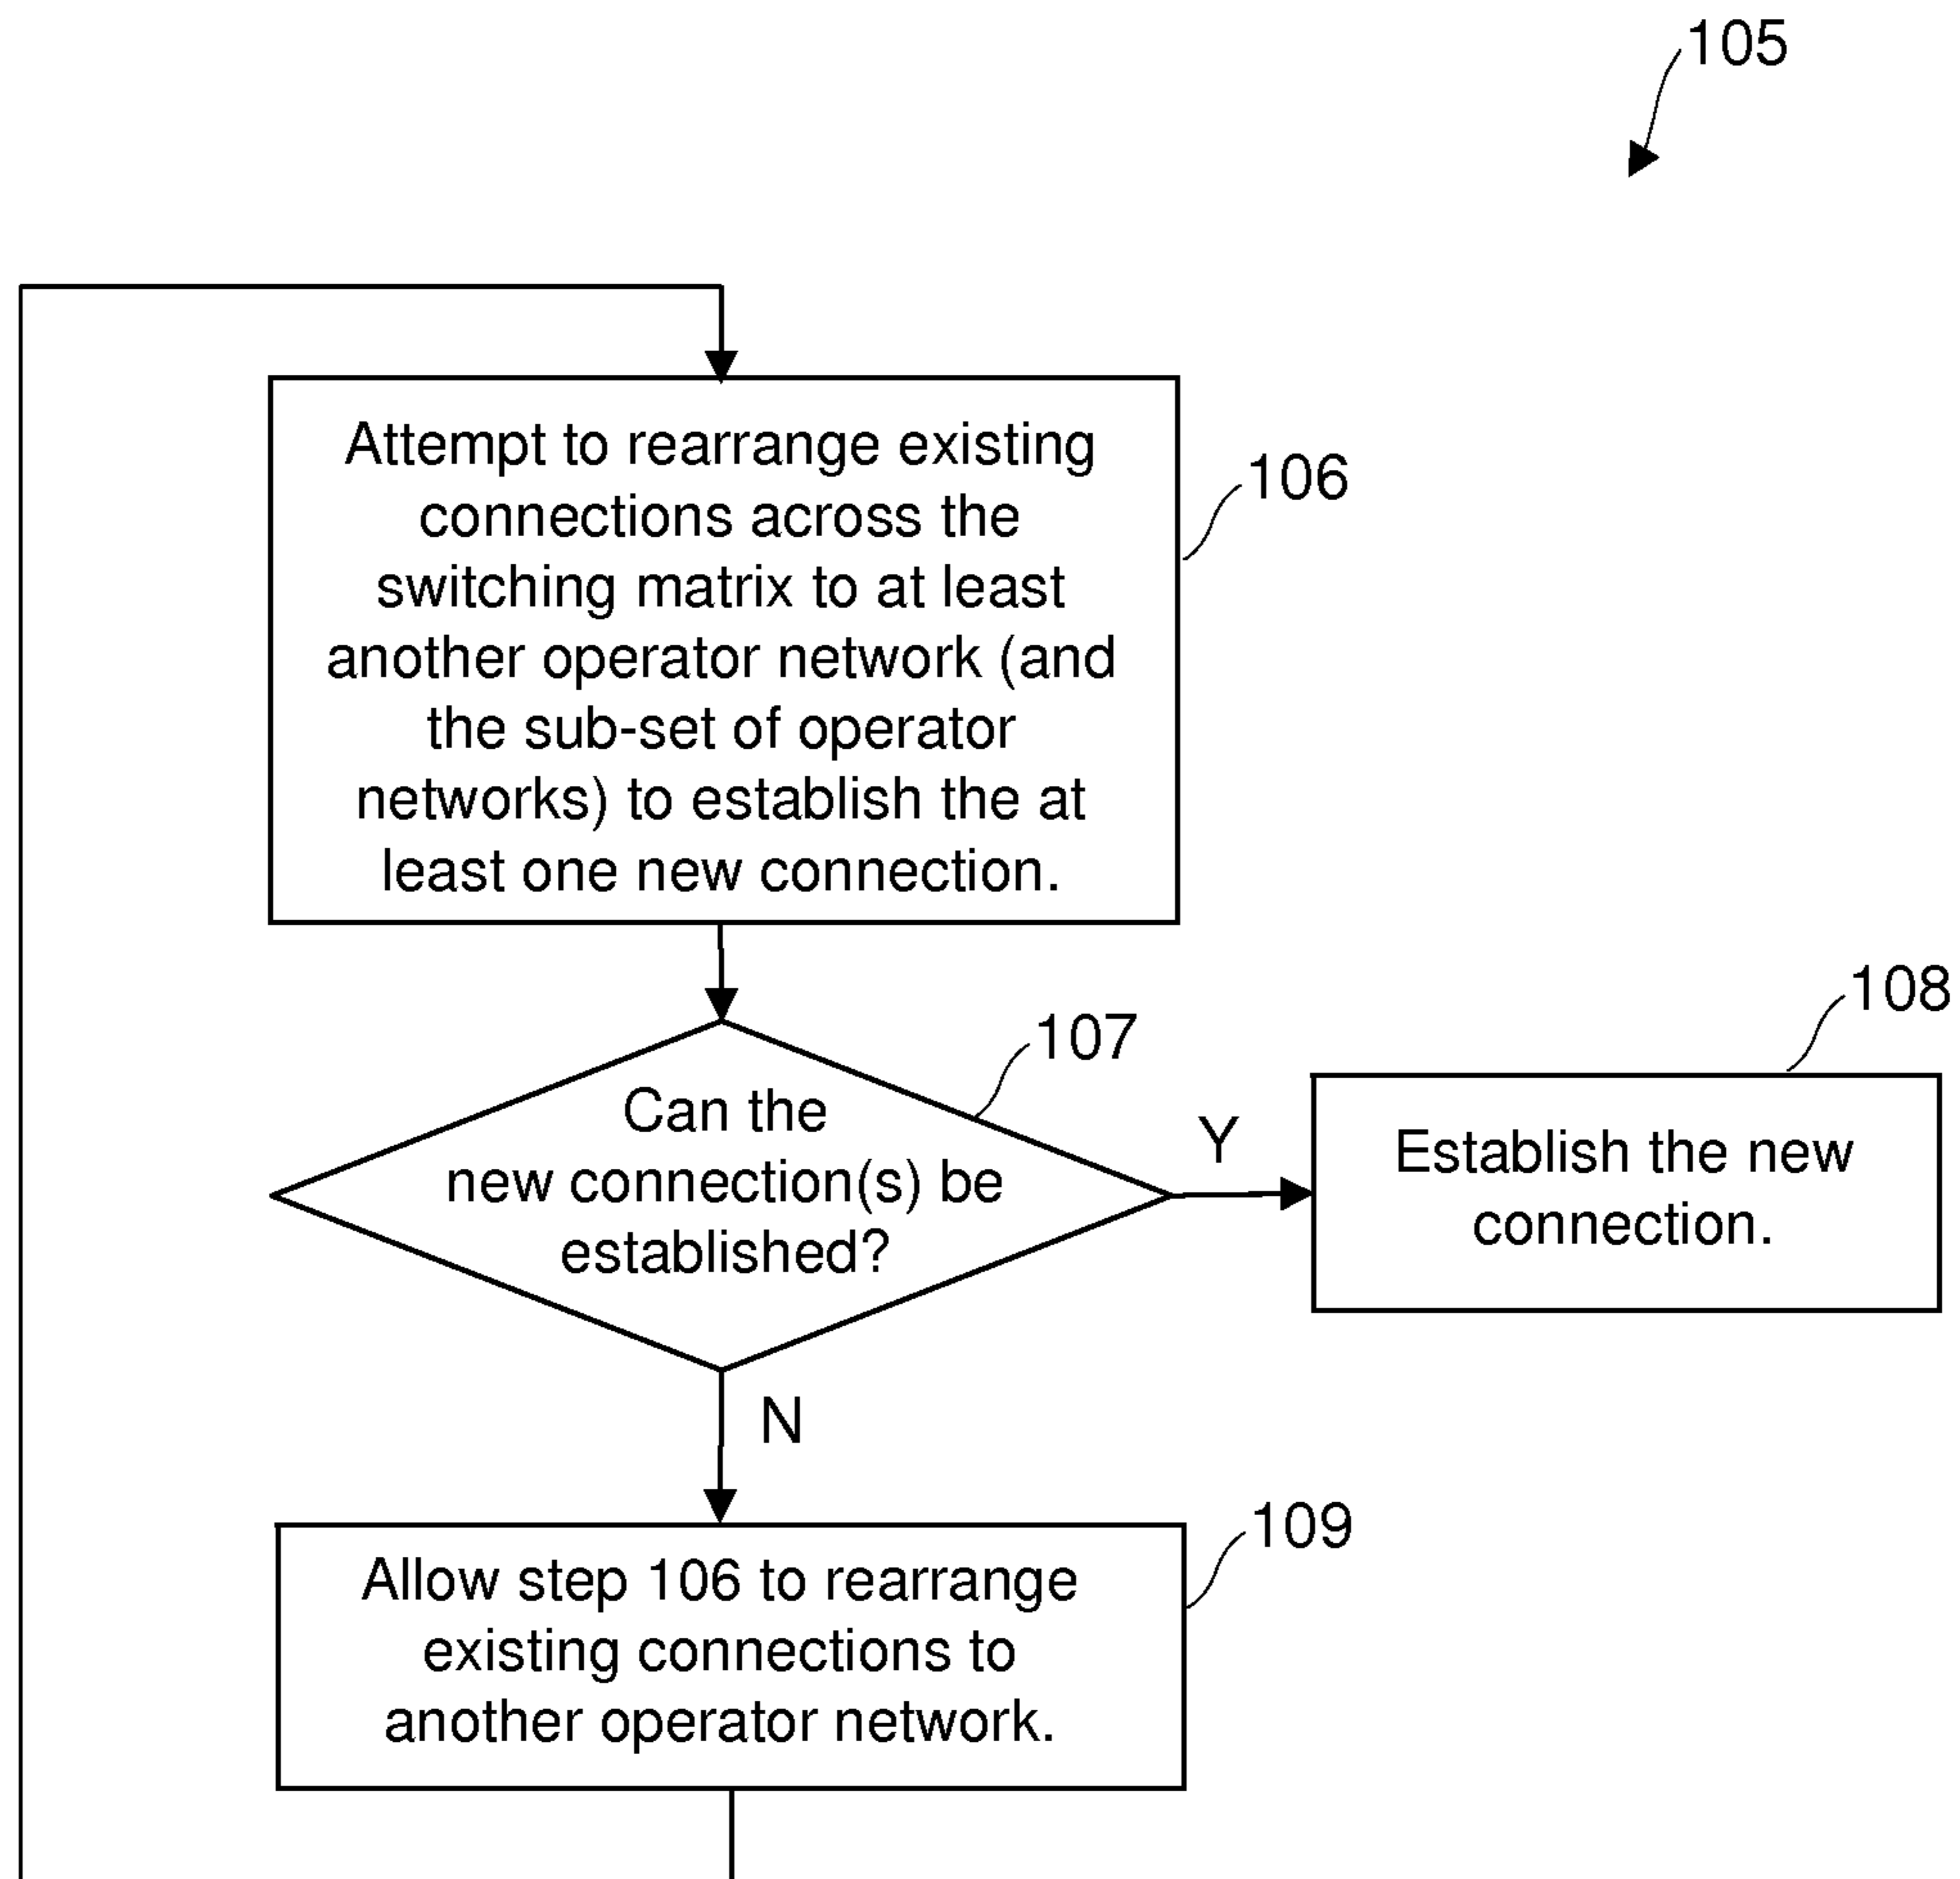 105
Attempt to rearrange existing
connections across the
switching matrix to at least
another operator network (and
the sub-set of operator
networks) to establish the at
least one new connection.
106
107
Can the
new connection(s) be
established?
Y
108
Establish the new
connection.
N
109
Allow step 106 to rearrange
existing connections to
another operator network.